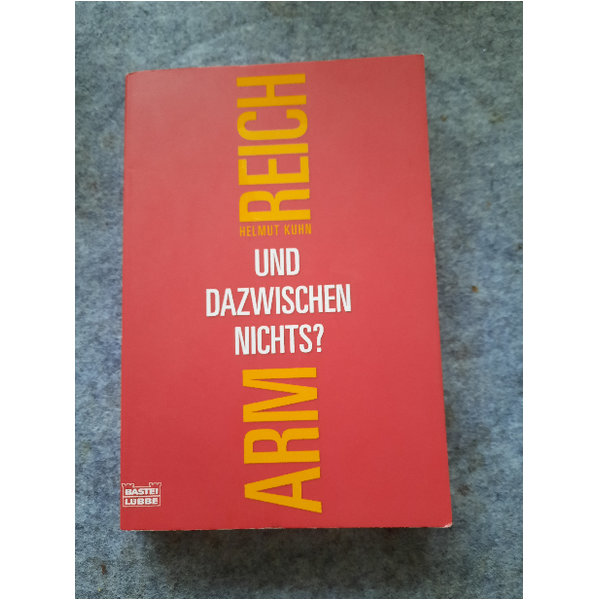 REICH
HELMUT KUHN
UND
DAZWISCHEN
NICHTS?
ARM
BASTEI
LÜBBE